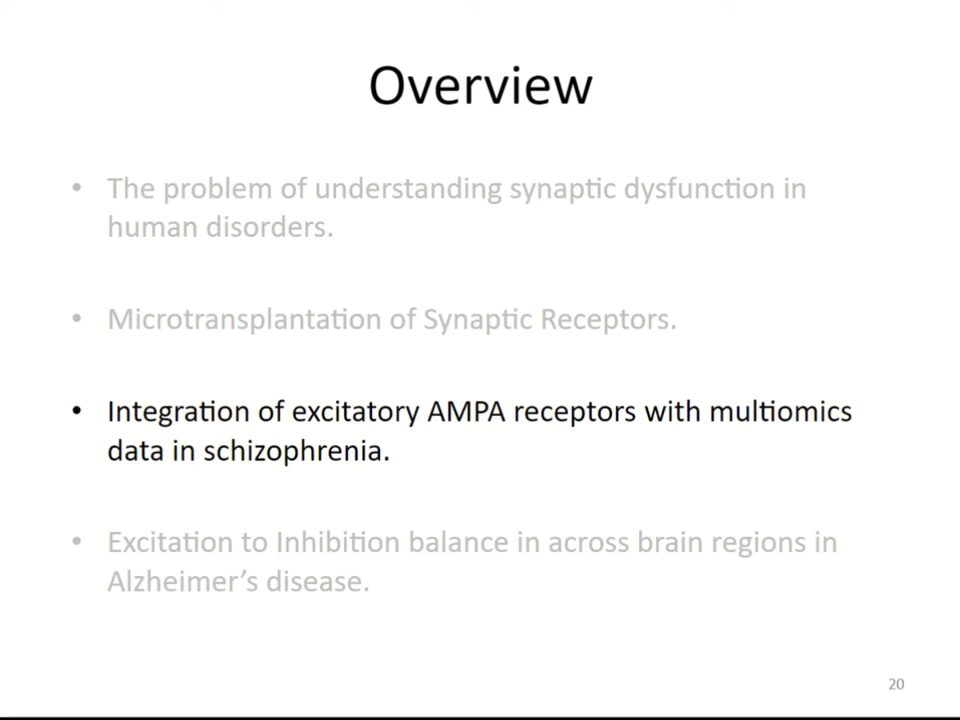 Overview
• The problem of understanding synaptic dysfunction in
human disorders.
• Microtransplantation of Synaptic Receptors.
• Integration of excitatory AMPA receptors with multiomics
data in schizophrenia.
• Excitation to Inhibition balance in across brain regions in
Alzheimer’s disease.
20